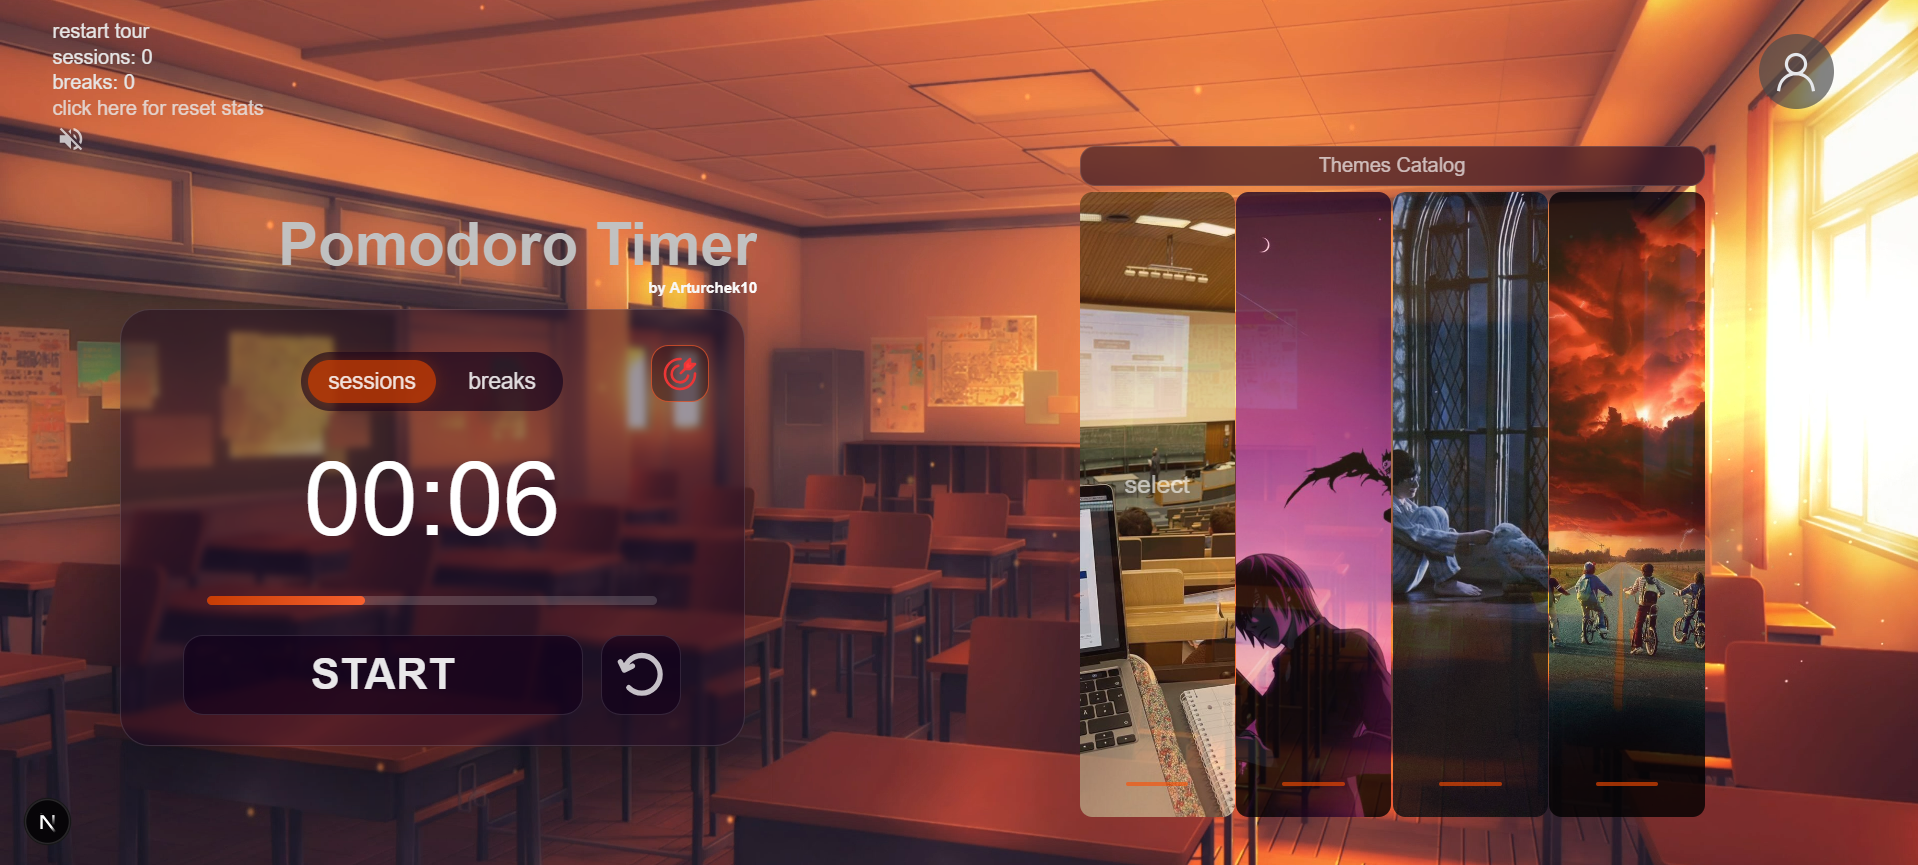 restart tour
sessions: 0
breaks: 0
click here for reset stats
Themes Catalog
Pomodoro Timer
by Arturchek10
sessions
breaks
00:06
select
START
N